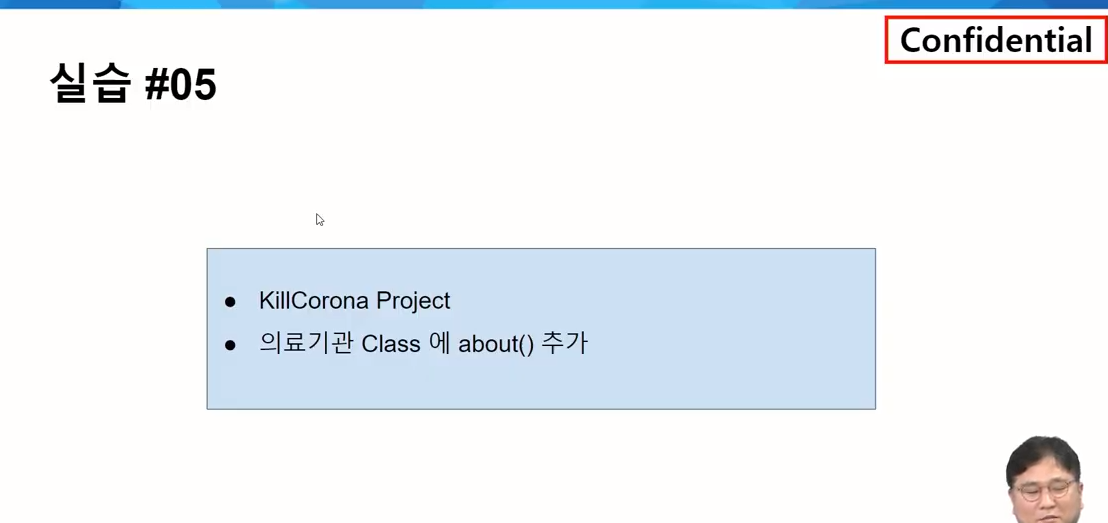 Confidential
실습 #05
● KillCorona Project
● 의료기관 Class 에 about() 추가